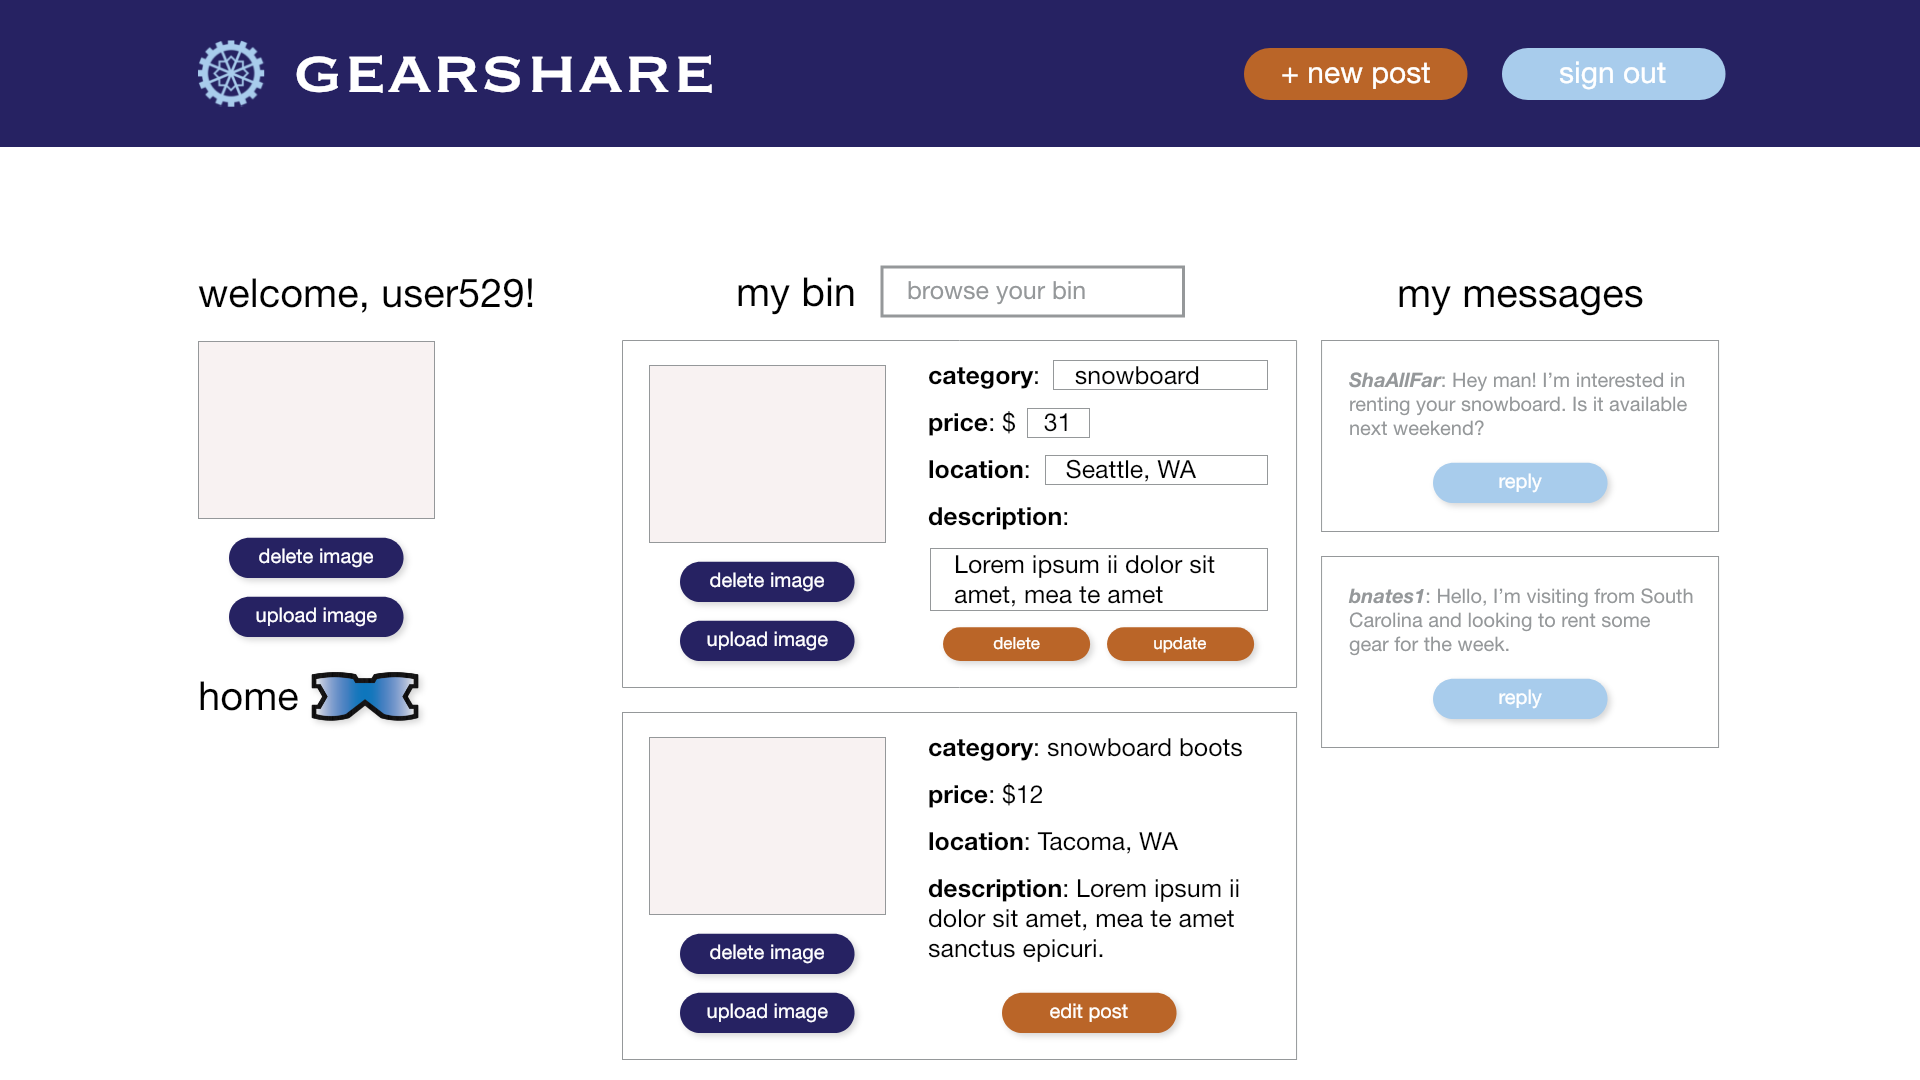 GEARSHARE
+ new post
sign out
welcome, user529!
delete image
upload image
home
my bin
browse your bin
category: snowboard
price: $ 31
location: Seattle, WA
description:
Lorem ipsum ii dolor sit
amet, mea te amet
delete image
upload image
delete
update
category: snowboard boots
price: $12
location: Tacoma, WA
description: Lorem ipsum ii
dolor sit amet, mea te amet
sanctus epicuri.
delete image
upload image
edit post
my messages
ShaAllFar: Hey man! I’m interested in
renting your snowboard. Is it available
next weekend?
reply
bnates1: Hello, I’m visiting from South
Carolina and looking to rent some
gear for the week.
reply